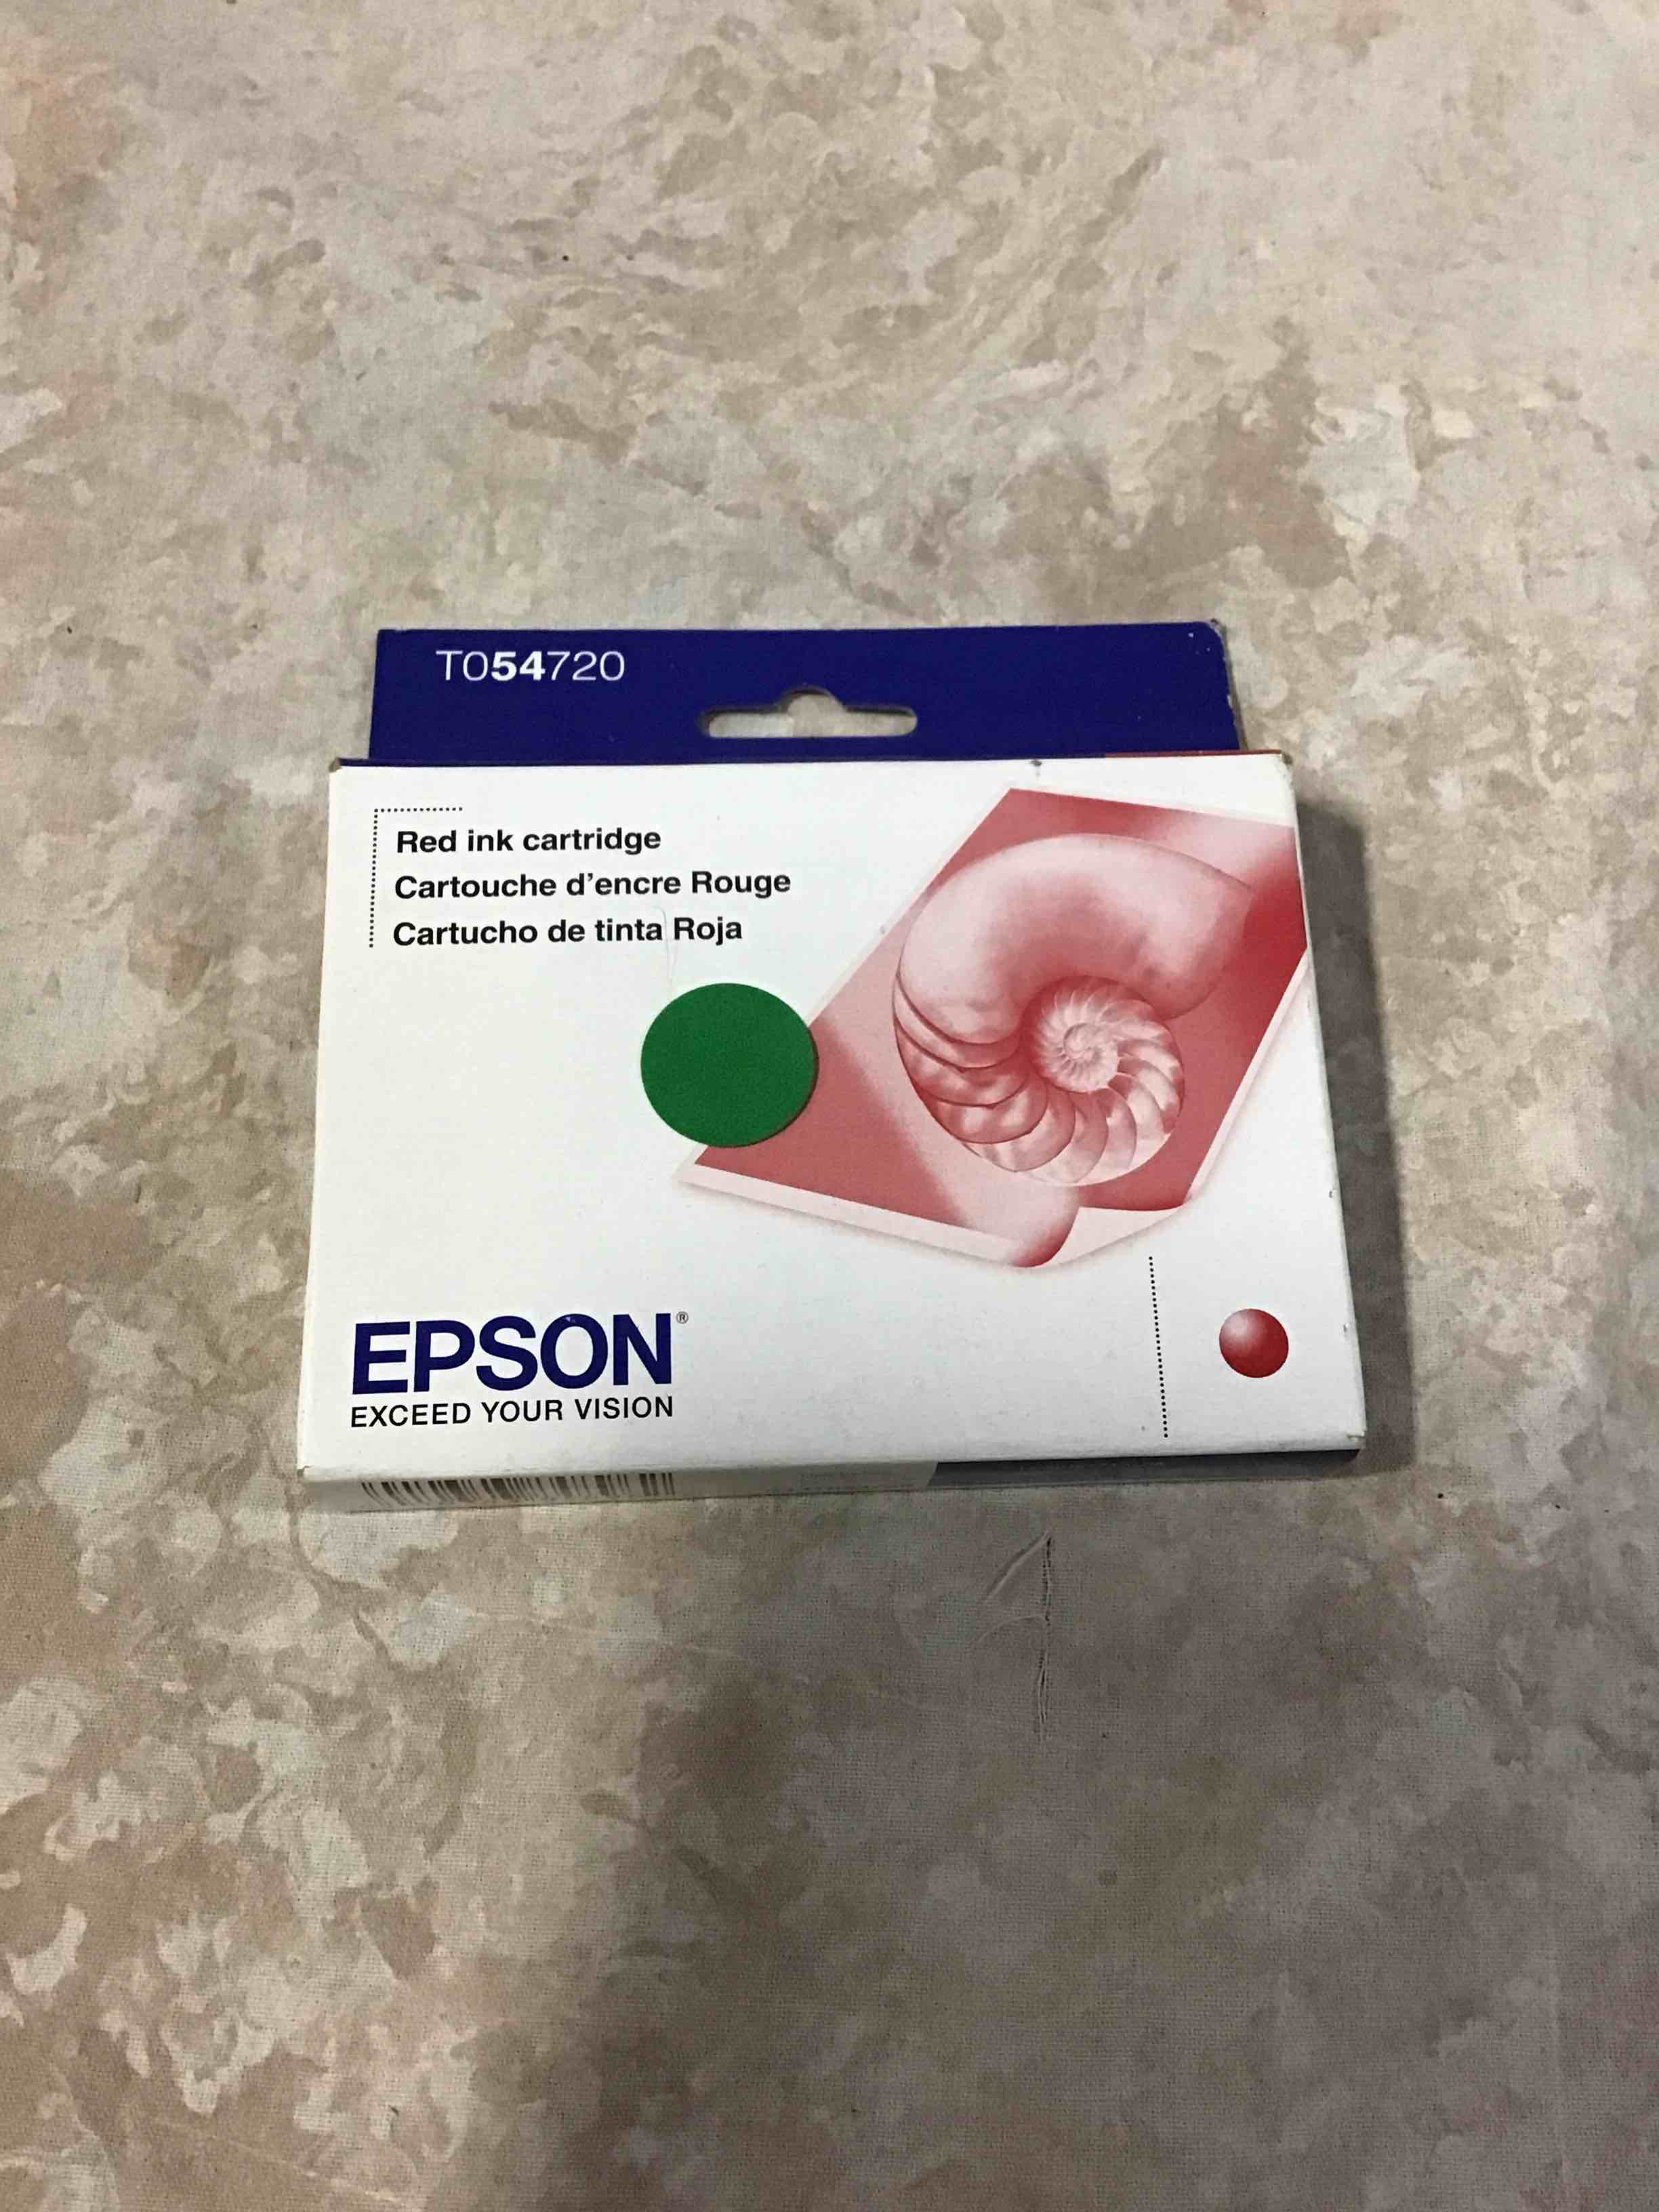 T054720
Red ink cartridge
Cartouche d'encre Rouge
Cartucho de tinta Roja
EPSON®
EXCEED YOUR VISION